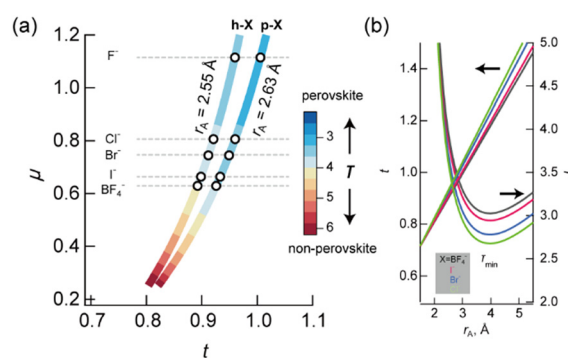 (a)
h-X p-X
1.2
1.0
0.8
0.6
0.4
0.2
μ
F⁻
Cl⁻
Br⁻
I⁻
BF₄⁻
r_A = 2.55 Å
r_A = 2.63 Å
perovskite
3
4
5
6
T
non-perovskite
0.7 0.8 0.9 1.0 1.1
t
(b)
1.4
1.2
1.0
0.8
0.6
t
5.0
4.5
4.0
3.5
3.0
2.5
2.0
τ_min
X=BF₄⁻
I⁻
Br⁻
2 3 4 5
r_A, Å